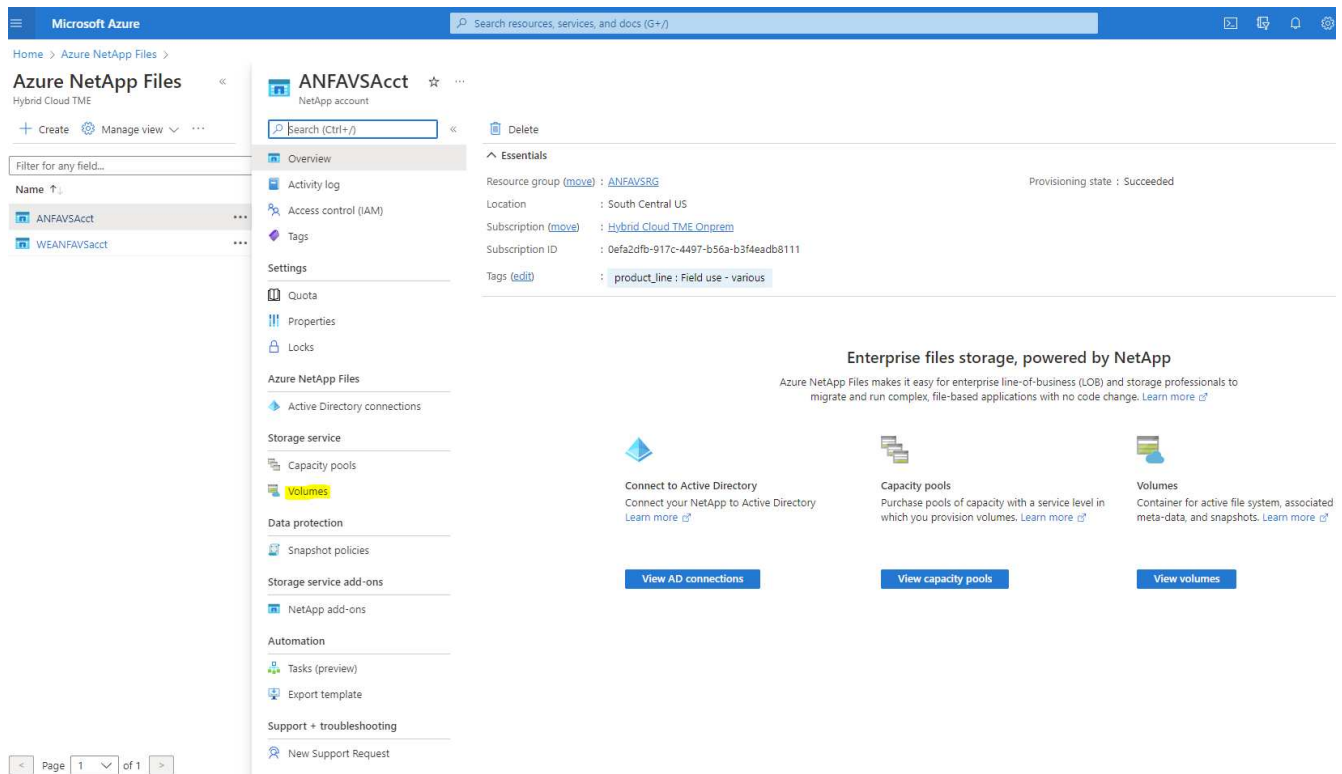 Microsoft Azure
Search resources, services, and docs (G+/)
Home > Azure NetApp Files >
Azure NetApp Files
Hybrid Cloud TME
+ Create Manage view ...
Filter for any field...
Name ↑↓
ANFAVSAcct ...
WEANFAVSacct ...
< Page 1 of 1 >
ANFAVSAcct ...
NetApp account
Search (Ctrl+/)
Overview
Activity log
Access control (IAM)
Tags
Settings
Quota
Properties
Locks
Azure NetApp Files
Active Directory connections
Storage service
Capacity pools
Volumes
Data protection
Snapshot policies
Storage service add-ons
NetApp add-ons
Automation
Tasks (preview)
Export template
Support + troubleshooting
New Support Request
Delete
Essentials
Resource group (move) : ANFAVSRG
Location : South Central US
Subscription (move) : Hybrid Cloud TME Onprem
Subscription ID : 0efa2dfb-917c-4497-b56a-b3f4eadb8111
Tags (edit) : product_line : Field use - various
Provisioning state : Succeeded
Enterprise files storage, powered by NetApp
Azure NetApp Files makes it easy for enterprise line-of-business (LOB) and storage professionals to
migrate and run complex, file-based applications with no code change. Learn more
Connect to Active Directory
Connect your NetApp to Active Directory
Learn more
View AD connections
Capacity pools
Purchase pools of capacity with a service level in
which you provision volumes. Learn more
View capacity pools
Volumes
Container for active file system, associated
meta-data, and snapshots. Learn more
View volumes